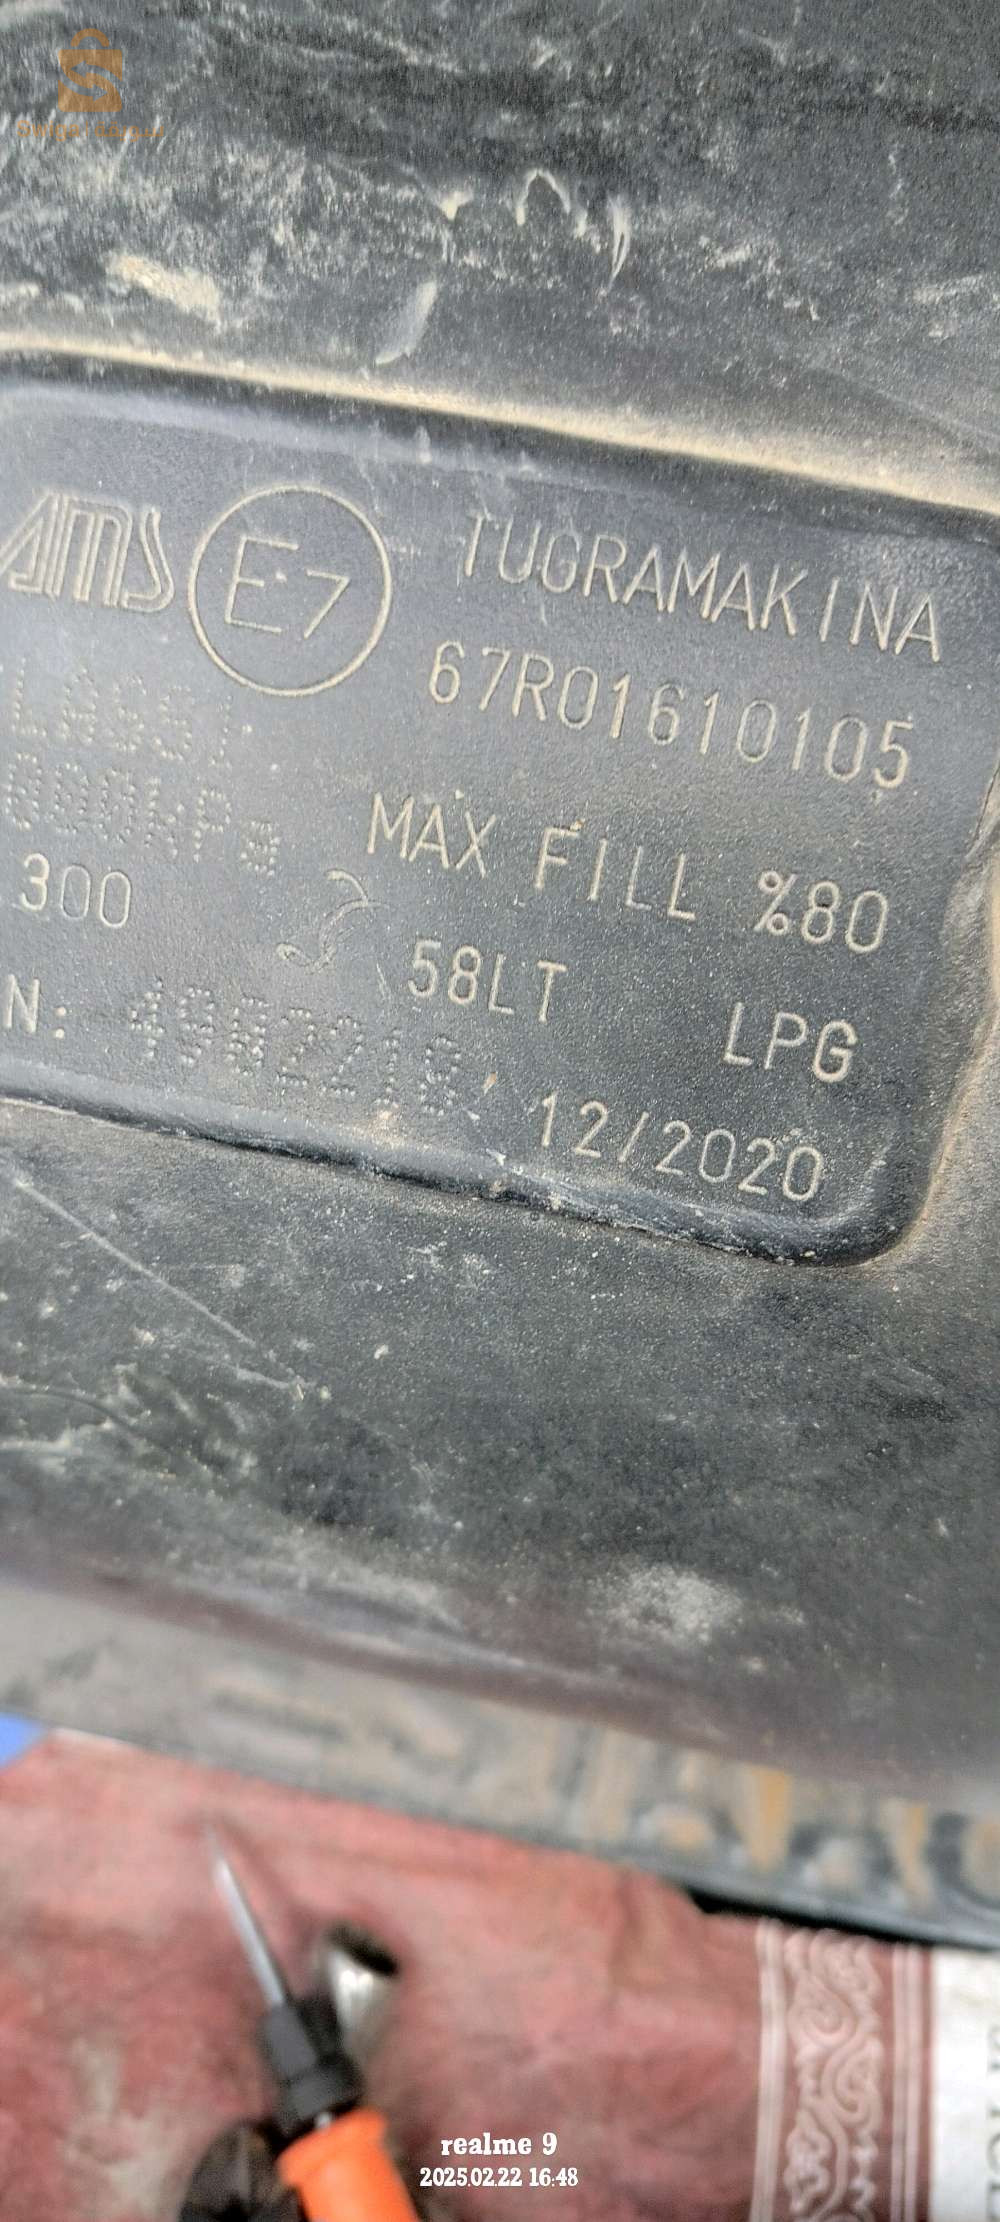 AMS E7 TUGRAMAKINA
67R01610105
MAX FILL %80
300
58LT LPG
N:
12/2020
realme 9
2025.02.22 16:48